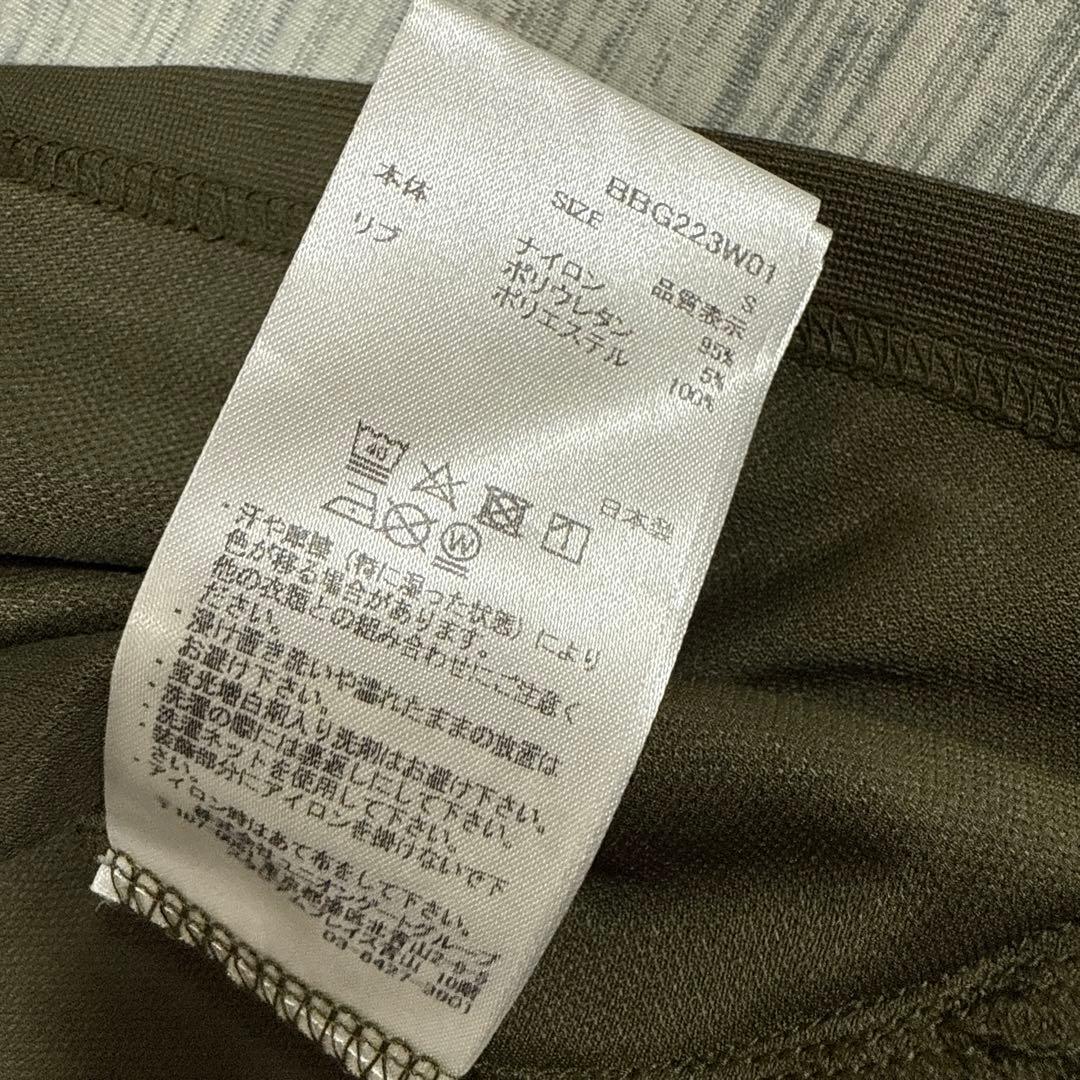 BBG223W01
SIZE S
品質表示
本体 ナイロン 95%
ポリウレタン 5%
リブ ポリエステル 100%
40
W
日本製
・汗や摩擦（特に湿った状態）により
色が移る場合があります。
他の衣類との組み合わせにご注意く
ださい。
・漬け置き洗いや濡れたままの放置は
お避け下さい。
・蛍光増白剤入り洗剤はお避け下さい。
・洗濯の際には裏返しにして下さい。
・洗濯ネットを使用して下さい。
・装飾部分にアイロンを掛けないで下
さい。
・アイロン時はあて布をして下さい。
03-6427-3901